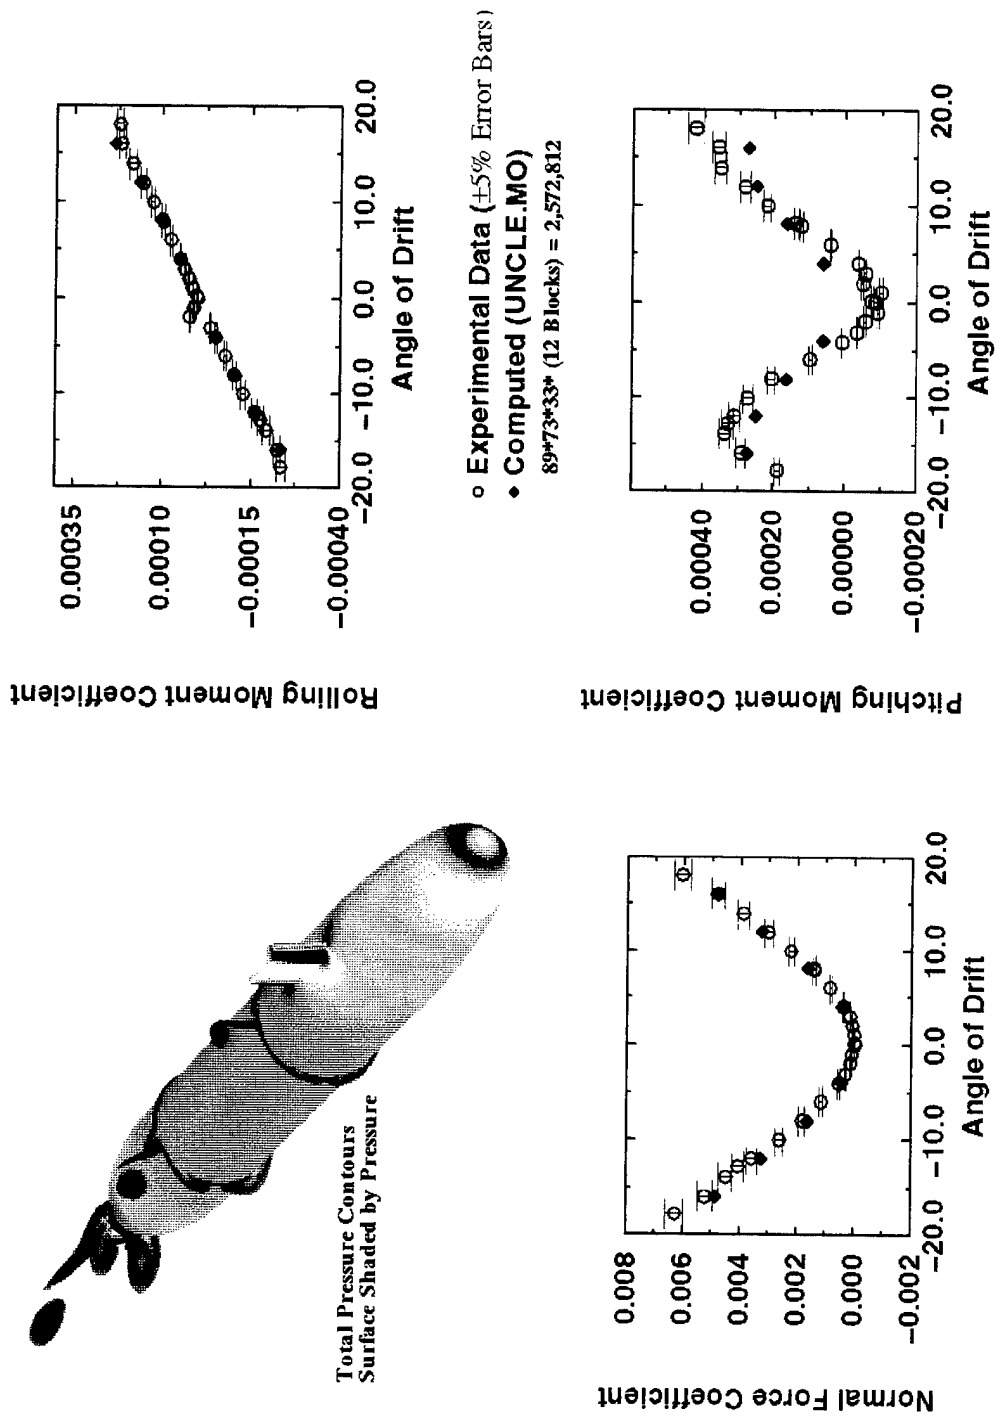 Total Pressure Contours
Surface Shaded by Pressure
Rolling Moment Coefficient
0.00035
0.00010
−0.00015
−0.00040
−20.0 −10.0 0.0 10.0 20.0
Angle of Drift
Experimental Data (±5% Error Bars)
Computed (UNCLE.MO)
89*73*33* (12 Blocks) = 2,572,812
Normal Force Coefficient
0.008
0.006
0.004
0.002
0.000
−0.002
−20.0 −10.0 0.0 10.0 20.0
Angle of Drift
Pitching Moment Coefficient
0.00040
0.00020
0.00000
−0.00020
−20.0 −10.0 0.0 10.0 20.0
Angle of Drift